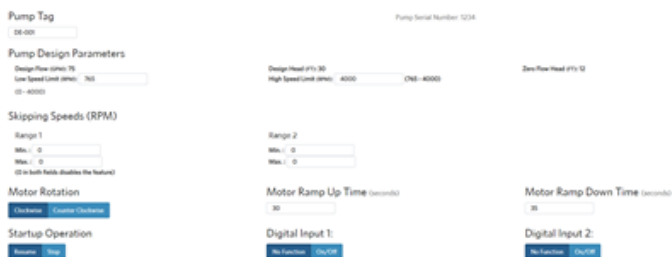 Pump Tag
Pump Serial Number: 1234
DE-001
Pump Design Parameters
Design Flow (GPM): 75 Design Head (FT): 30 Zero Flow Head (FT): 12
Low Speed Limit (RPM): 765 High Speed Limit (RPM): 4000 (765 - 4000)
(0 - 4000)
Skipping Speeds (RPM)
Range 1 Range 2
Min.: 0 Min.: 0
Max.: 0 Max.: 0
(0 in both fields disables the feature)
Motor Rotation Motor Ramp Up Time (seconds) Motor Ramp Down Time (seconds)
Clockwise Counter Clockwise 30 35
Startup Operation Digital Input 1: Digital Input 2:
Resume Stop No Function On/Off No Function On/Off